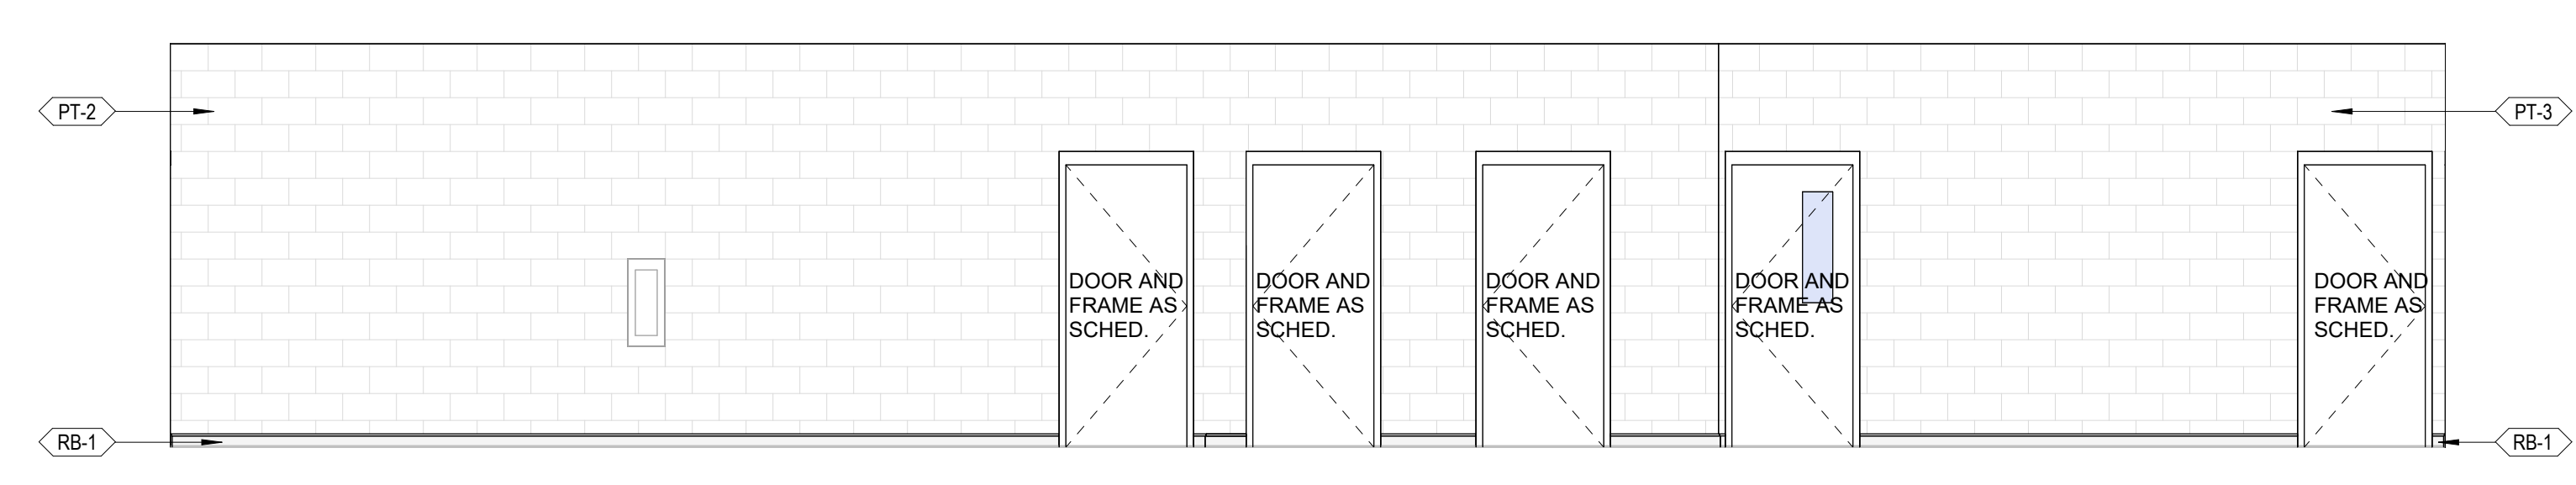 PT-2
PT-3
DOOR AND
FRAME AS
SCHED.
DOOR AND
FRAME AS
SCHED.
DOOR AND
FRAME AS
SCHED.
DOOR AND
FRAME AS
SCHED.
DOOR AND
FRAME AS
SCHED.
RB-1
RB-1